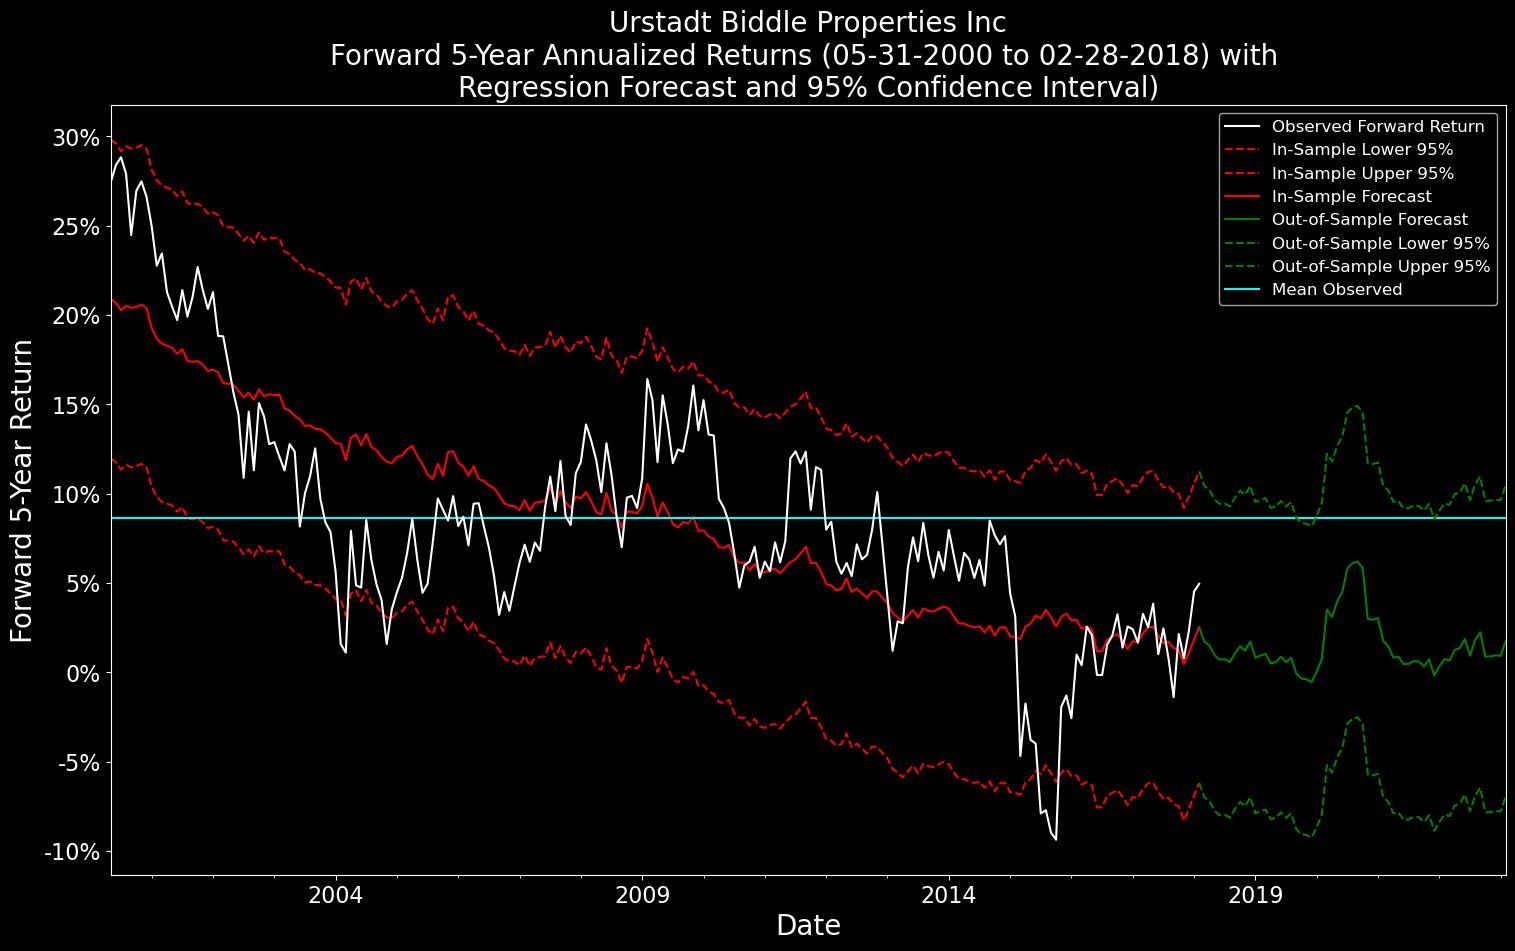 Urstadt Biddle Properties Inc
Forward 5-Year Annualized Returns (05-31-2000 to 02-28-2018) with
Regression Forecast and 95% Confidence Interval)
Forward 5-Year Return
30%
25%
20%
15%
10%
5%
0%
-5%
-10%
Observed Forward Return
In-Sample Lower 95%
In-Sample Upper 95%
In-Sample Forecast
Out-of-Sample Forecast
Out-of-Sample Lower 95%
Out-of-Sample Upper 95%
Mean Observed
2004
2009
2014
2019
Date